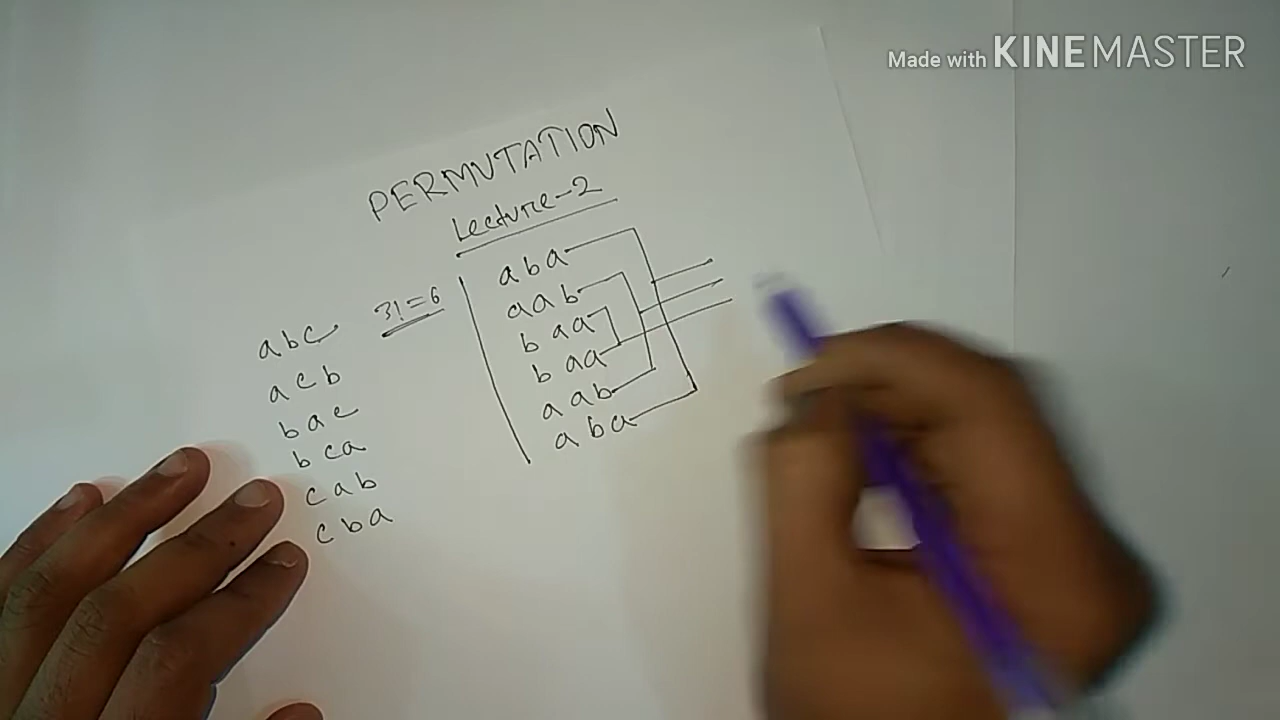 Made with KINEMASTER
PERMUTATION
Lecture-2
abc
acb
bac
bca
cab
cba
3! = 6
aba
aab
baa
baa
aab
aba